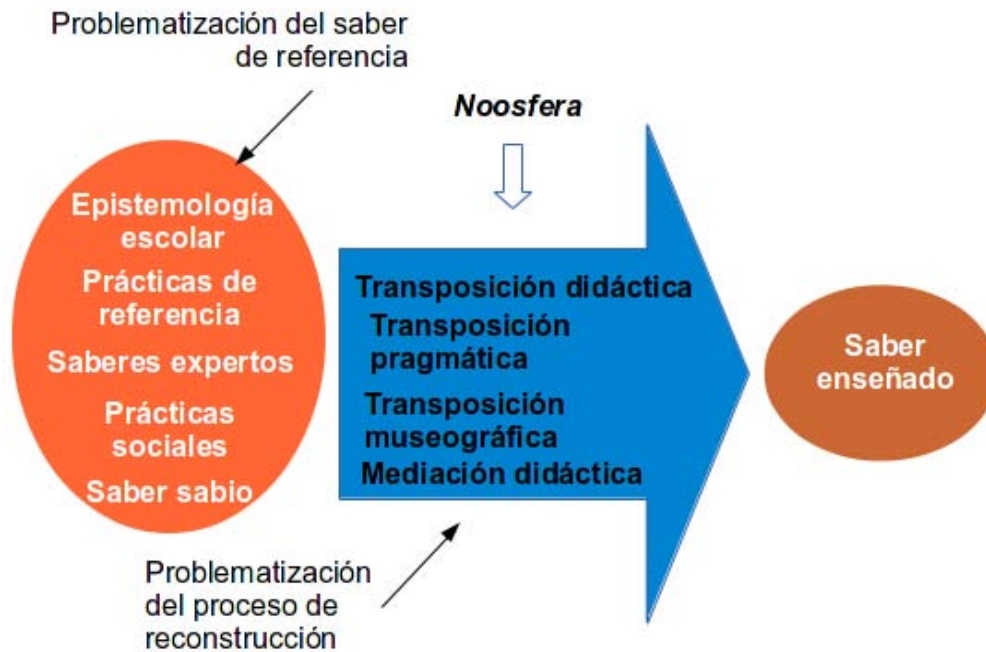 Problematización del saber
de referencia
Noosfera
Epistemología
escolar
Prácticas de
referencia
Saberes expertos
Prácticas
sociales
Saber sabio
Transposición didáctica
Transposición
pragmática
Transposición
museográfica
Mediación didáctica
Saber
enseñado
Problematización
del proceso de
reconstrucción